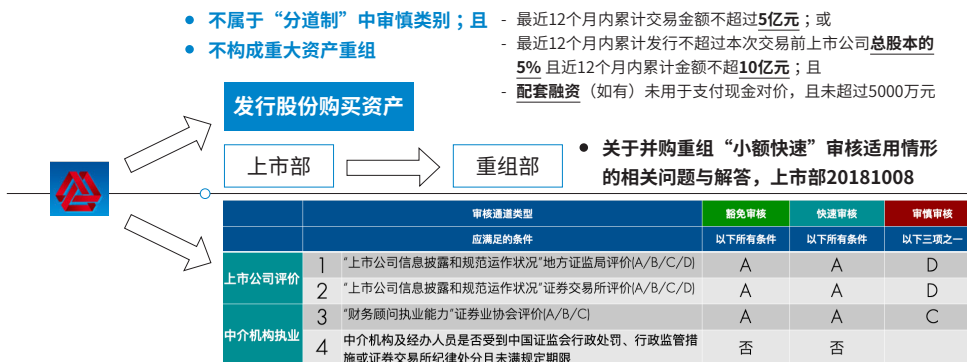 不属于“分道制”中审慎类别；且
不构成重大资产重组
- 最近12个月内累计交易金额不超过5亿元；或
- 最近12个月内累计发行不超过本次交易前上市公司总股本的
5% 且近12个月内累计金额不超10亿元；且
- 配套融资（如有）未用于支付现金对价，且未超过5000万元
发行股份购买资产
上市部
重组部
关于并购重组“小额快速”审核适用情形
的相关问题与解答，上市部20181008
审核通道类型 豁免审核 快速审核 审慎审核
应满足的条件 以下所有条件 以下所有条件 以下三项之一
上市公司评价
1 “上市公司信息披露和规范运作状况”地方证监局评价(A/B/C/D) A A D
2 “上市公司信息披露和规范运作状况”证券交易所评价(A/B/C/D) A A D
中介机构执业
3 “财务顾问执业能力”证券业协会评价(A/B/C) A A C
4 中介机构及经办人员是否受到中国证监会行政处罚、行政监管措
施或证券交易所纪律处分且未满规定期限 否 否